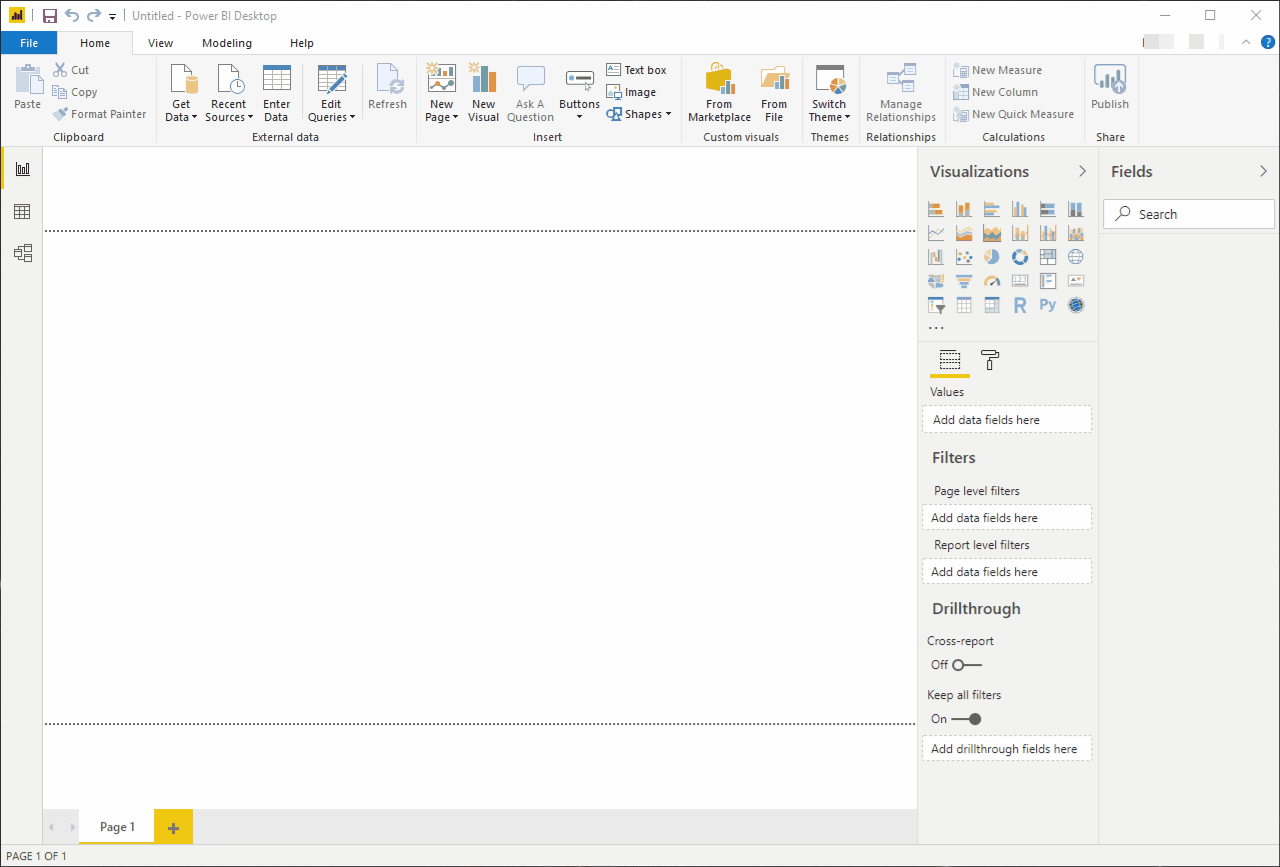 Untitled - Power BI Desktop
File Home View Modeling Help
Paste
Cut
Copy
Format Painter
Clipboard
Get Data
Recent Sources
Enter Data
Edit Queries
Refresh
External data
New Page
New Visual
Ask A Question
Buttons
Text box
Image
Shapes
Insert
From Marketplace
From File
Custom visuals
Switch Theme
Themes
Manage Relationships
Relationships
New Measure
New Column
New Quick Measure
Calculations
Publish
Share
Visualizations
R Py
...
Values
Add data fields here
Filters
Page level filters
Add data fields here
Report level filters
Add data fields here
Drillthrough
Cross-report
Off
Keep all filters
On
Add drillthrough fields here
Fields
Search
Page 1
PAGE 1 OF 1